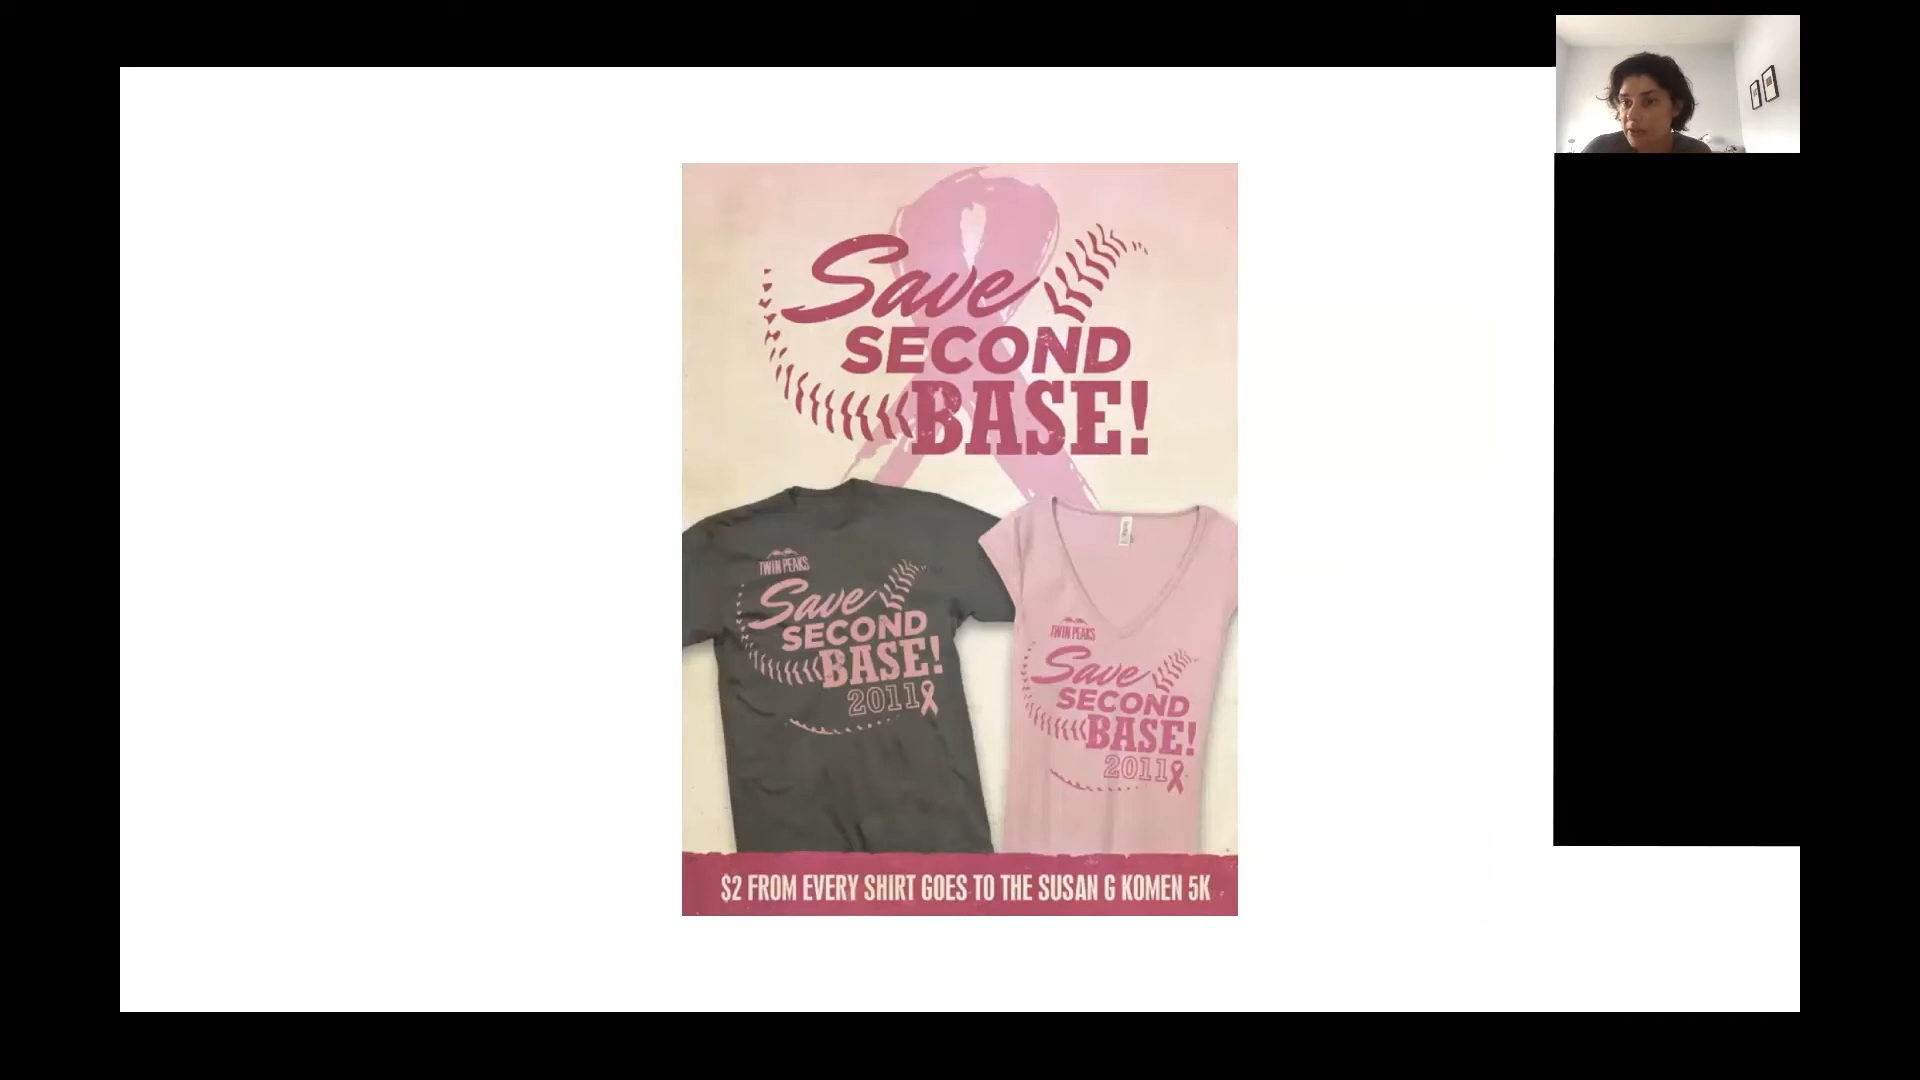 Save
SECOND
BASE!
TWIN PEAKS
Save
SECOND
BASE!
2011
TWIN PEAKS
Save
SECOND
BASE!
2011
$2 FROM EVERY SHIRT GOES TO THE SUSAN G KOMEN 5K